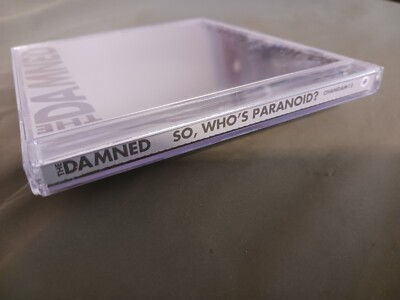 THE DAMNED SO, WHO'S PARANOID?
THE DAMNED